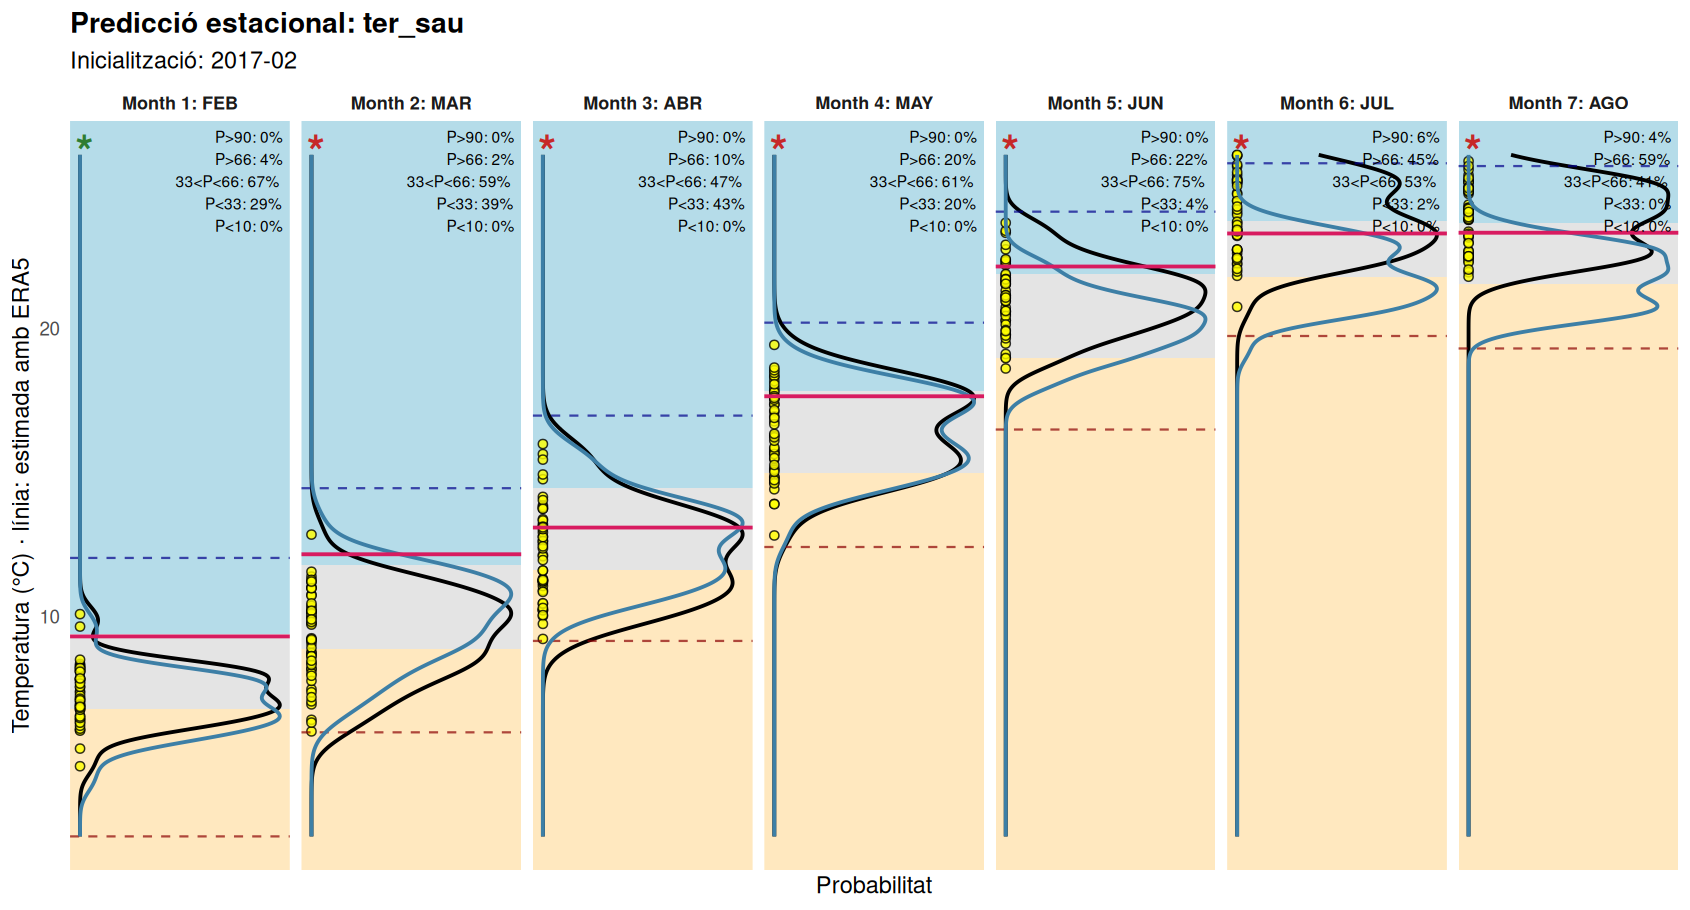 Predicció estacional: ter_sau
Inicialització: 2017-02
Month 1: FEB
Month 2: MAR
Month 3: ABR
Month 4: MAY
Month 5: JUN
Month 6: JUL
Month 7: AGO
*
P>90: 0%
P>66: 4%
33<P<66: 67%
P<33: 29%
P<10: 0%
*
P>90: 0%
P>66: 2%
33<P<66: 59%
P<33: 39%
P<10: 0%
*
P>90: 0%
P>66: 10%
33<P<66: 47%
P<33: 43%
P<10: 0%
*
P>90: 0%
P>66: 20%
33<P<66: 61%
P<33: 20%
P<10: 0%
*
P>90: 0%
P>66: 22%
33<P<66: 75%
P<33: 4%
P<10: 0%
*
P>90: 6%
P>66: 45%
33<P<66: 53%
P<33: 2%
P<10: 0%
*
P>90: 4%
P>66: 59%
33<P<66: 41%
P<33: 0%
P<10: 0%
Temperatura (°C) · línia: estimada amb ERA5
20
10
Probabilitat